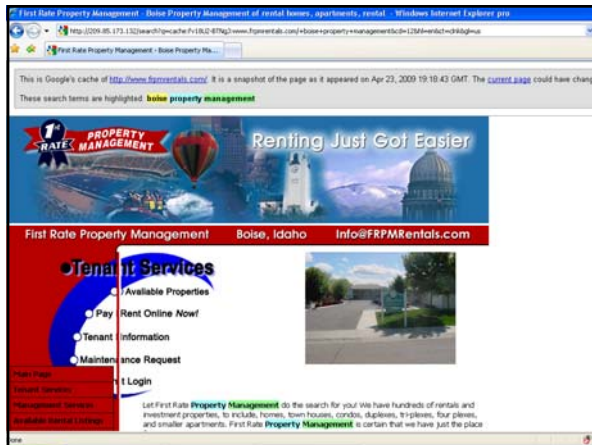 First Rate Property Management - Boise Property Management of rental homes, apartments, rental - Windows Internet Explorer pro
First Rate Property Management - Boise Property Ma...
This is Google's cache of http://www.frpmrentals.com/. It is a snapshot of the page as it appeared on Apr 23, 2009 19:18:43 GMT. The current page could have chang
These search terms are highlighted: boise property management
1st RATE PROPERTY MANAGEMENT
Renting Just Got Easier
First Rate Property Management Boise, Idaho Info@FRPMRentals.com
Tenant Services
Available Properties
Pay Rent Online Now!
Tenant Information
Maintenance Request
t Login
Main Page
Tenant Services
Management Services
Available Rental Listings
Let First Rate Property Management do the search for you! We have hundreds of rentals and
investment properties, to include, homes, town houses, condos, duplexes, tri-plexes, four plexes,
and smaller apartments. First Rate Property Management is certain that we have just the place
one